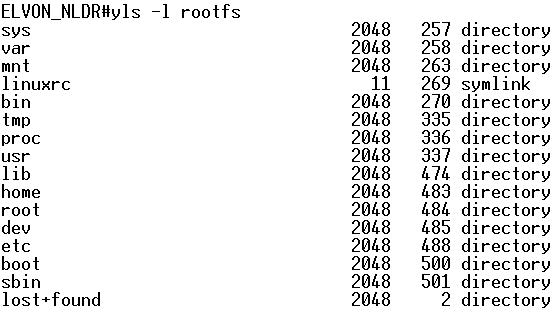 ELVON_NLDR#yls -l rootfs
sys 2048 257 directory
var 2048 258 directory
mnt 2048 263 directory
linuxrc 11 269 symlink
bin 2048 270 directory
tmp 2048 335 directory
proc 2048 336 directory
usr 2048 337 directory
lib 2048 474 directory
home 2048 483 directory
root 2048 484 directory
dev 2048 485 directory
etc 2048 488 directory
boot 2048 500 directory
sbin 2048 501 directory
lost+found 2048 2 directory